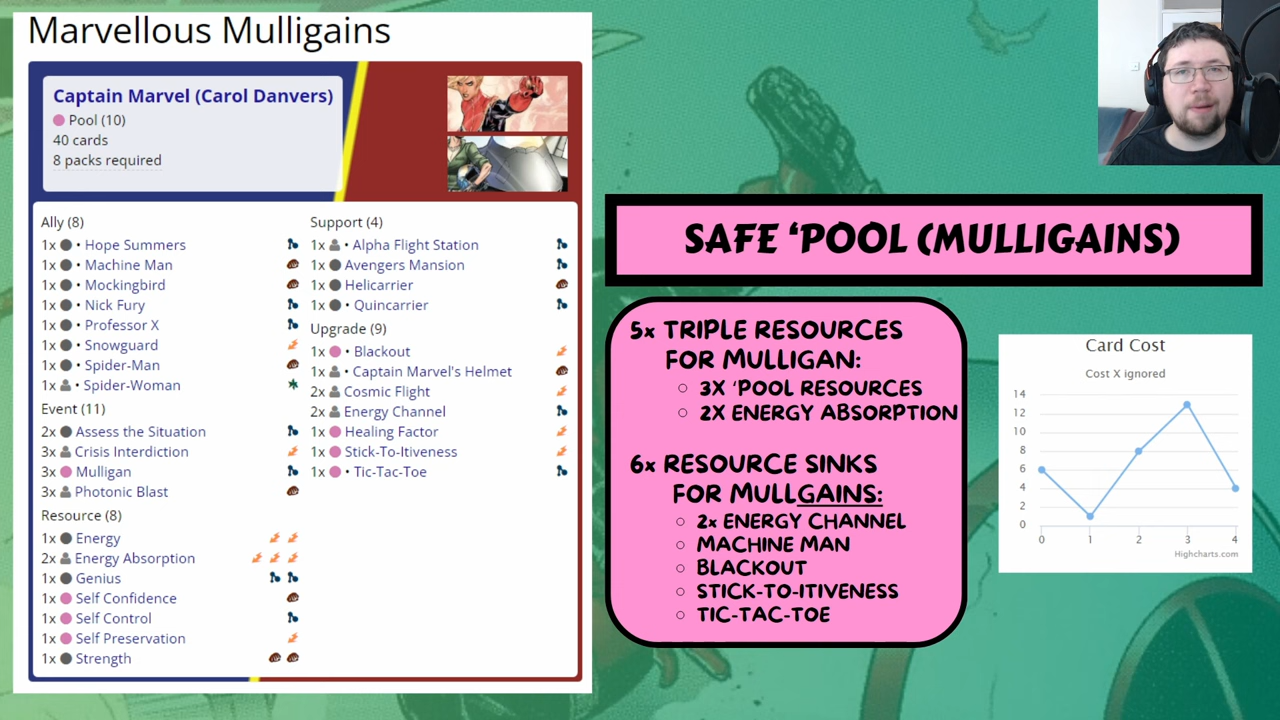 Marvellous Mulligains
Captain Marvel (Carol Danvers)
Pool (10)
40 cards
8 packs required
Ally (8)
1x • Hope Summers
1x • Machine Man
1x • Mockingbird
1x • Nick Fury
1x • Professor X
1x • Snowguard
1x • Spider-Man
1x • Spider-Woman
Event (11)
2x Assess the Situation
3x Crisis Interdiction
3x Mulligan
3x Photonic Blast
Resource (8)
1x Energy
2x Energy Absorption
1x Genius
1x Self Confidence
1x Self Control
1x Self Preservation
1x Strength
Support (4)
1x • Alpha Flight Station
1x Avengers Mansion
1x Helicarrier
1x • Quincarrier
Upgrade (9)
1x • Blackout
1x • Captain Marvel's Helmet
2x Cosmic Flight
2x Energy Channel
1x Healing Factor
1x Stick-To-Itiveness
1x • Tic-Tac-Toe
SAFE 'POOL (MULLIGAINS)
5x TRIPLE RESOURCES
FOR MULLIGAN:
3X 'POOL RESOURCES
2X ENERGY ABSORPTION
6x RESOURCE SINKS
FOR MULLGAINS:
2x ENERGY CHANNEL
MACHINE MAN
BLACKOUT
STICK-TO-ITIVENESS
TIC-TAC-TOE
Card Cost
Cost X ignored
14
12
10
8
6
4
2
0
0 1 2 3 4
Highcharts.com